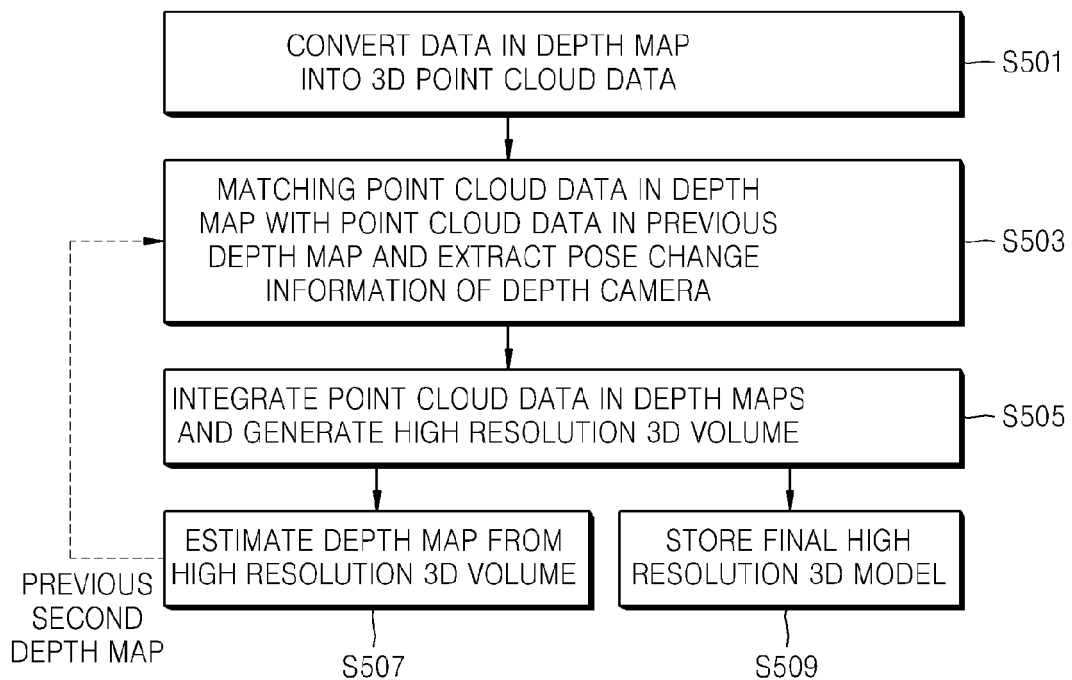 CONVERT DATA IN DEPTH MAP
INTO 3D POINT CLOUD DATA
S501
MATCHING POINT CLOUD DATA IN DEPTH
MAP WITH POINT CLOUD DATA IN PREVIOUS
DEPTH MAP AND EXTRACT POSE CHANGE
INFORMATION OF DEPTH CAMERA
S503
INTEGRATE POINT CLOUD DATA IN DEPTH MAPS
AND GENERATE HIGH RESOLUTION 3D VOLUME
S505
ESTIMATE DEPTH MAP FROM
HIGH RESOLUTION 3D VOLUME
S507
STORE FINAL HIGH
RESOLUTION 3D MODEL
S509
PREVIOUS
SECOND
DEPTH MAP